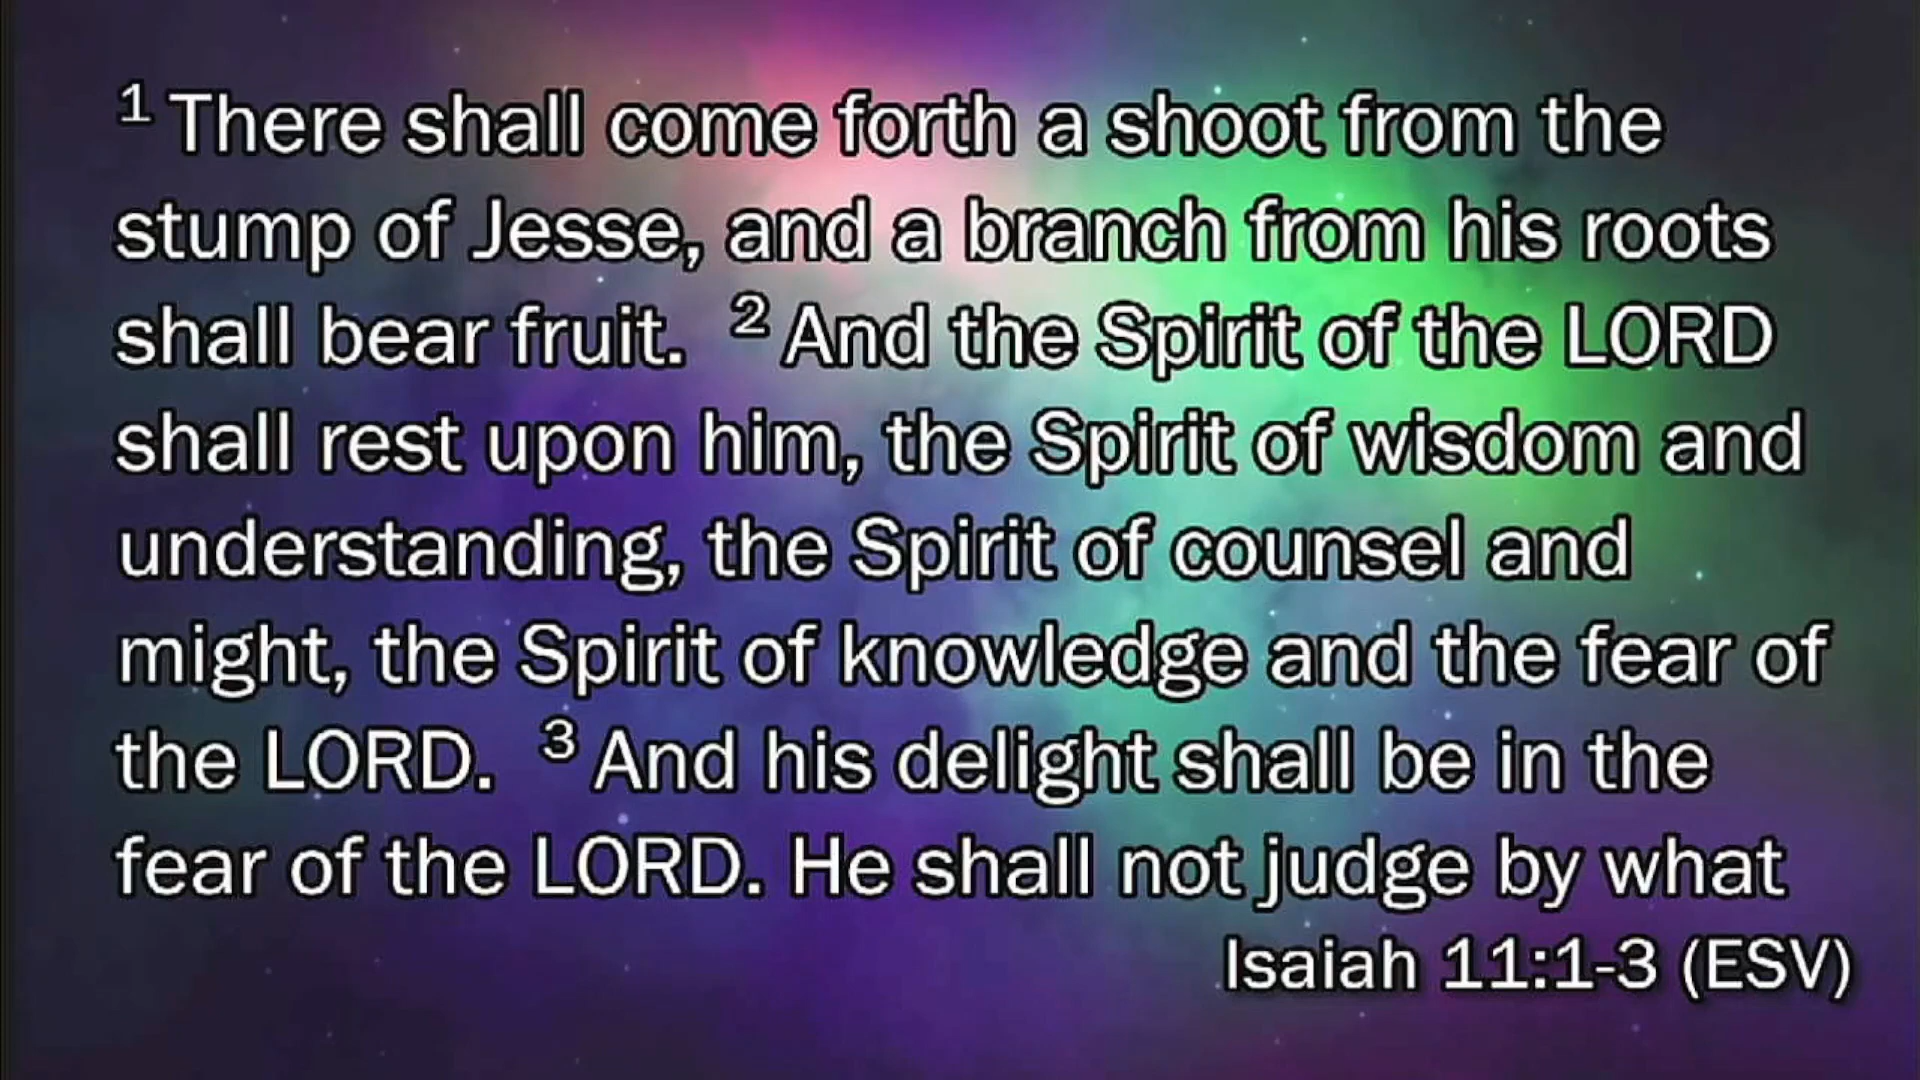 1 There shall come forth a shoot from the
stump of Jesse, and a branch from his roots
shall bear fruit. 2 And the Spirit of the LORD
shall rest upon him, the Spirit of wisdom and
understanding, the Spirit of counsel and
might, the Spirit of knowledge and the fear of
the LORD. 3 And his delight shall be in the
fear of the LORD. He shall not judge by what
Isaiah 11:1-3 (ESV)